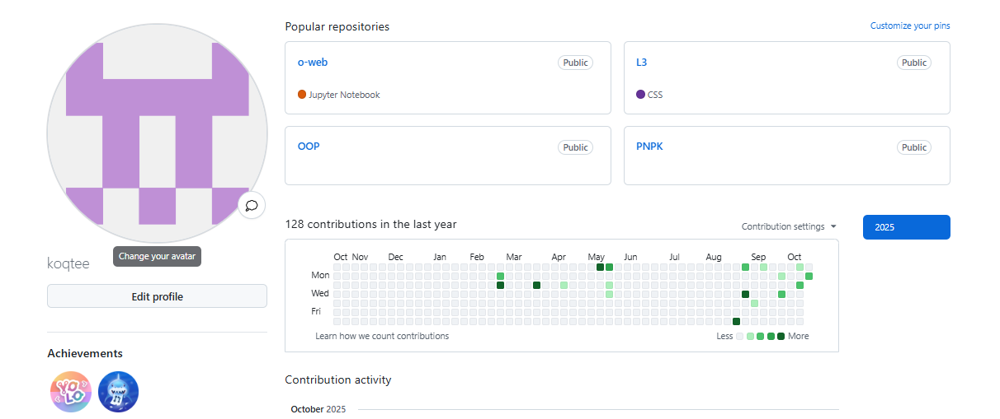 Popular repositories
Customize your pins
o-web
Public
Jupyter Notebook
L3
Public
CSS
OOP
Public
PNPK
Public
Change your avatar
koqtee
Edit profile
Achievements
YOLO
128 contributions in the last year
Contribution settings
2025
Oct Nov Dec Jan Feb Mar Apr May Jun Jul Aug Sep Oct
Mon
Wed
Fri
Learn how we count contributions
Less More
Contribution activity
October 2025